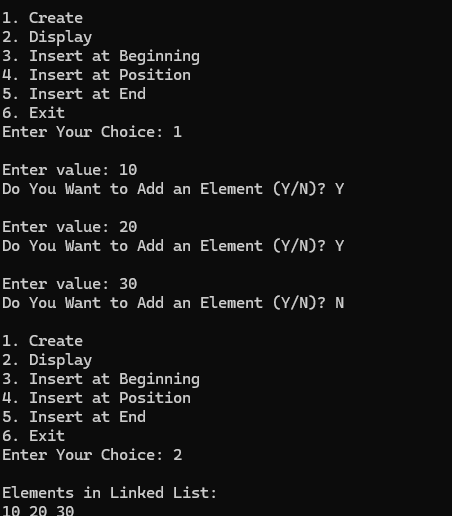 1. Create
2. Display
3. Insert at Beginning
4. Insert at Position
5. Insert at End
6. Exit
Enter Your Choice: 1
Enter value: 10
Do You Want to Add an Element (Y/N)? Y
Enter value: 20
Do You Want to Add an Element (Y/N)? Y
Enter value: 30
Do You Want to Add an Element (Y/N)? N
1. Create
2. Display
3. Insert at Beginning
4. Insert at Position
5. Insert at End
6. Exit
Enter Your Choice: 2
Elements in Linked List:
10 20 30